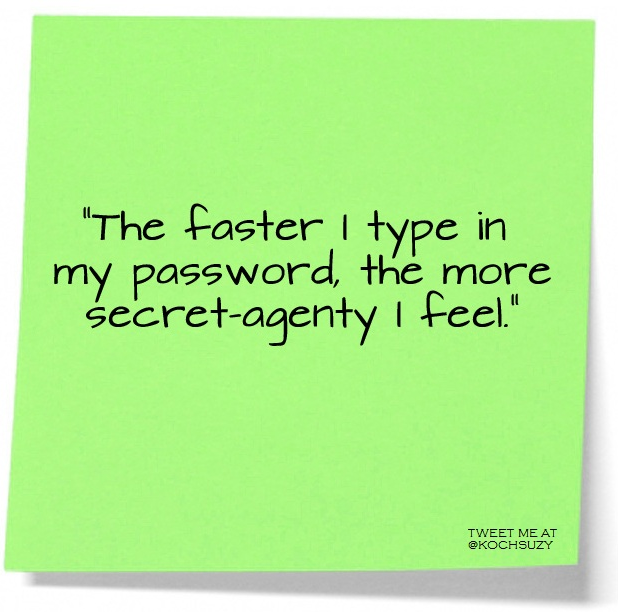 "The faster I type in
my password, the more
secret-agenty I feel."
TWEET ME AT
@KOCHSUZY